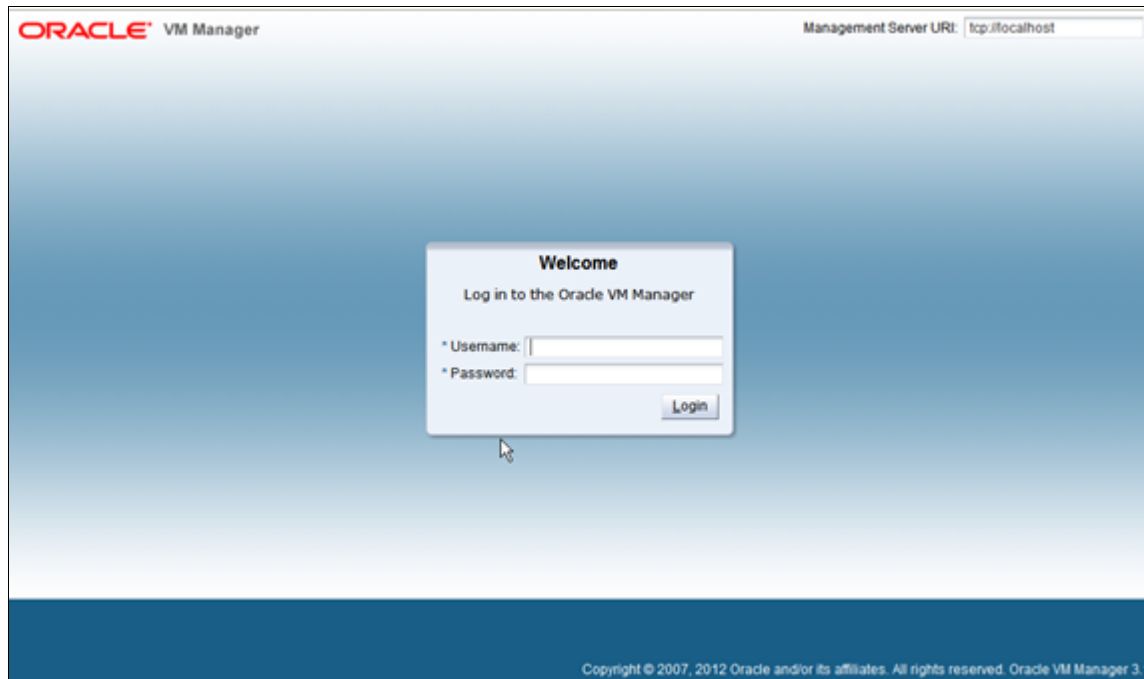 ORACLE VM Manager
Management Server URI: tcp://localhost
Welcome
Log in to the Oracle VM Manager
* Username:
* Password:
Login
Copyright © 2007, 2012 Oracle and/or its affiliates. All rights reserved. Oracle VM Manager 3.